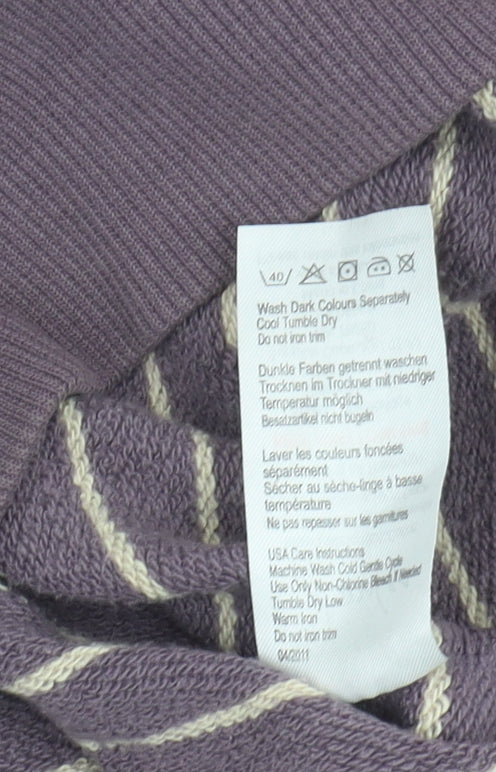 40
Wash Dark Colours Separately
Cool Tumble Dry
Do not iron trim
Dunkle Farben getrennt waschen
Trocknen im Trockner mit niedriger
Temperatur möglich
Besatzartikel nicht bugeln
Laver les couleurs foncées
séparément
Sécher au sèche-linge à basse
température
Ne pas repasser sur les garnitures
USA Care Instructions
Machine Wash Cold Gentle Cycle
Use Only Non-Chlorine Bleach If Needed
Tumble Dry Low
Warm Iron
Do not iron trim
04/2011